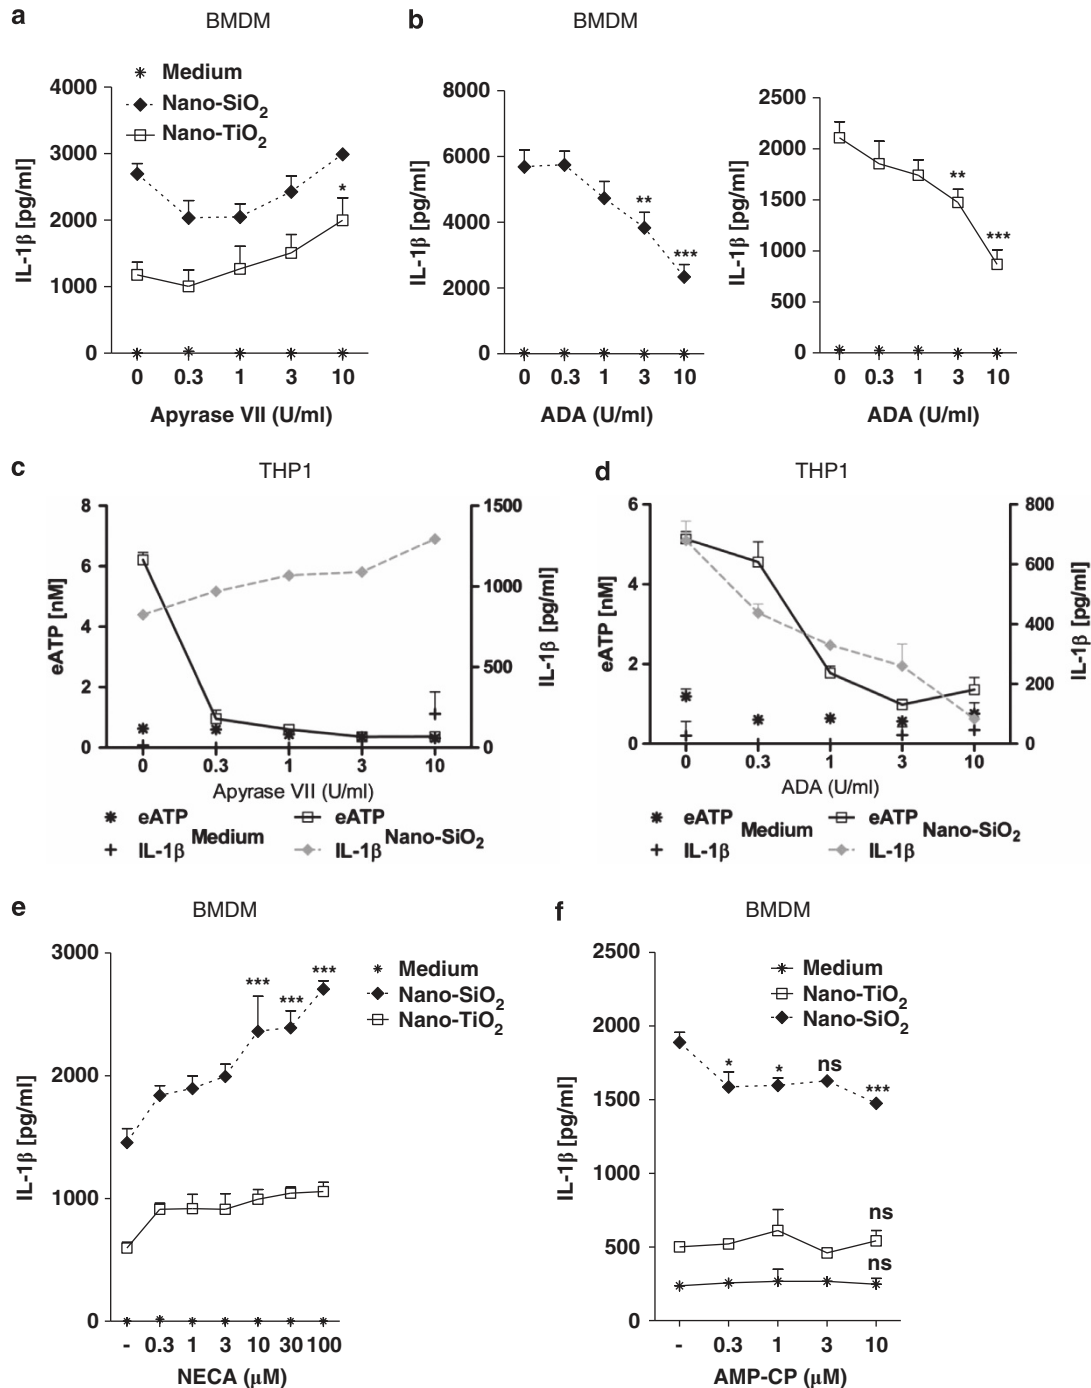 a
BMDM
Medium
Nano-SiO2
Nano-TiO2
IL-1β [pg/ml]
4000
3000
2000
1000
0
*
0 0.3 1 3 10
Apyrase VII (U/ml)
b
BMDM
IL-1β [pg/ml]
8000
6000
4000
2000
0
** ***
0 0.3 1 3 10
ADA (U/ml)
IL-1β [pg/ml]
2500
2000
1500
1000
500
0
** ***
0 0.3 1 3 10
ADA (U/ml)
c
THP1
eATP [nM]
8
6
4
2
0
1500
1000
500
0
IL-1β [pg/ml]
0 0.3 1 3 10
Apyrase VII (U/ml)
eATP
IL-1β
Medium
eATP
IL-1β
Nano-SiO2
d
THP1
eATP [nM]
6
4
2
0
800
600
400
200
0
IL-1β [pg/ml]
0 0.3 1 3 10
ADA (U/ml)
eATP
IL-1β
Medium
eATP
IL-1β
Nano-SiO2
e
BMDM
Medium
Nano-SiO2
Nano-TiO2
IL-1β [pg/ml]
3000
2000
1000
0
*** *** ***
- 0.3 1 3 10 30 100
NECA (μM)
f
BMDM
Medium
Nano-TiO2
Nano-SiO2
IL-1β [pg/ml]
2500
2000
1500
1000
500
0
* * ns ***
ns
ns
- 0.3 1 3 10
AMP-CP (μM)